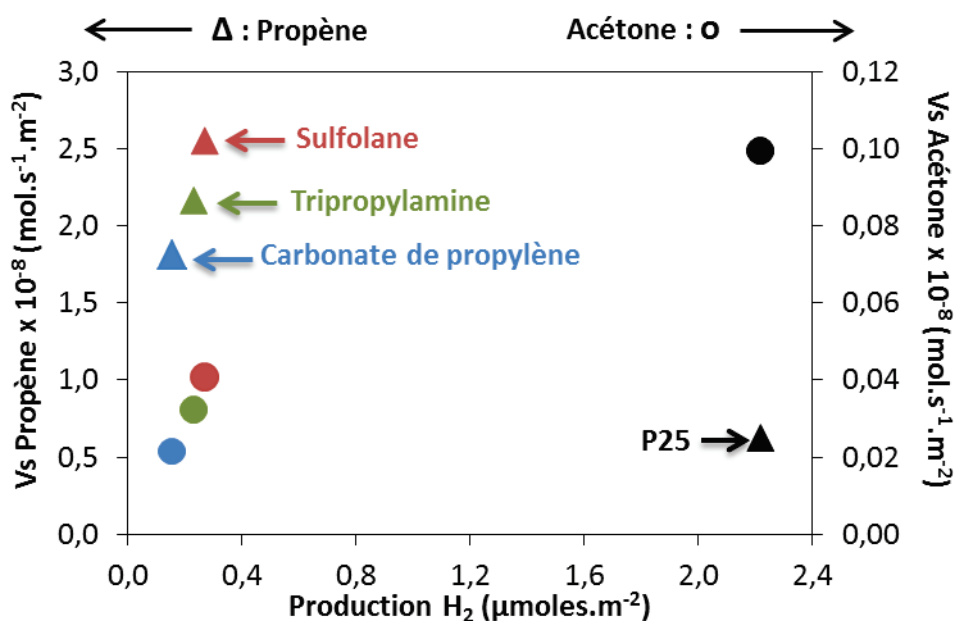 Δ : Propène
Acétone : o
Vs Propène x 10⁻⁸ (mol.s⁻¹.m⁻²)
3,0
2,5
2,0
1,5
1,0
0,5
0,0
Sulfolane
Tripropylamine
Carbonate de propylène
P25
0,12
0,10
0,08
0,06
0,04
0,02
0,00
Vs Acétone x 10⁻⁸ (mol.s⁻¹.m⁻²)
0,0 0,4 0,8 1,2 1,6 2,0 2,4
Production H₂ (µmoles.m⁻²)